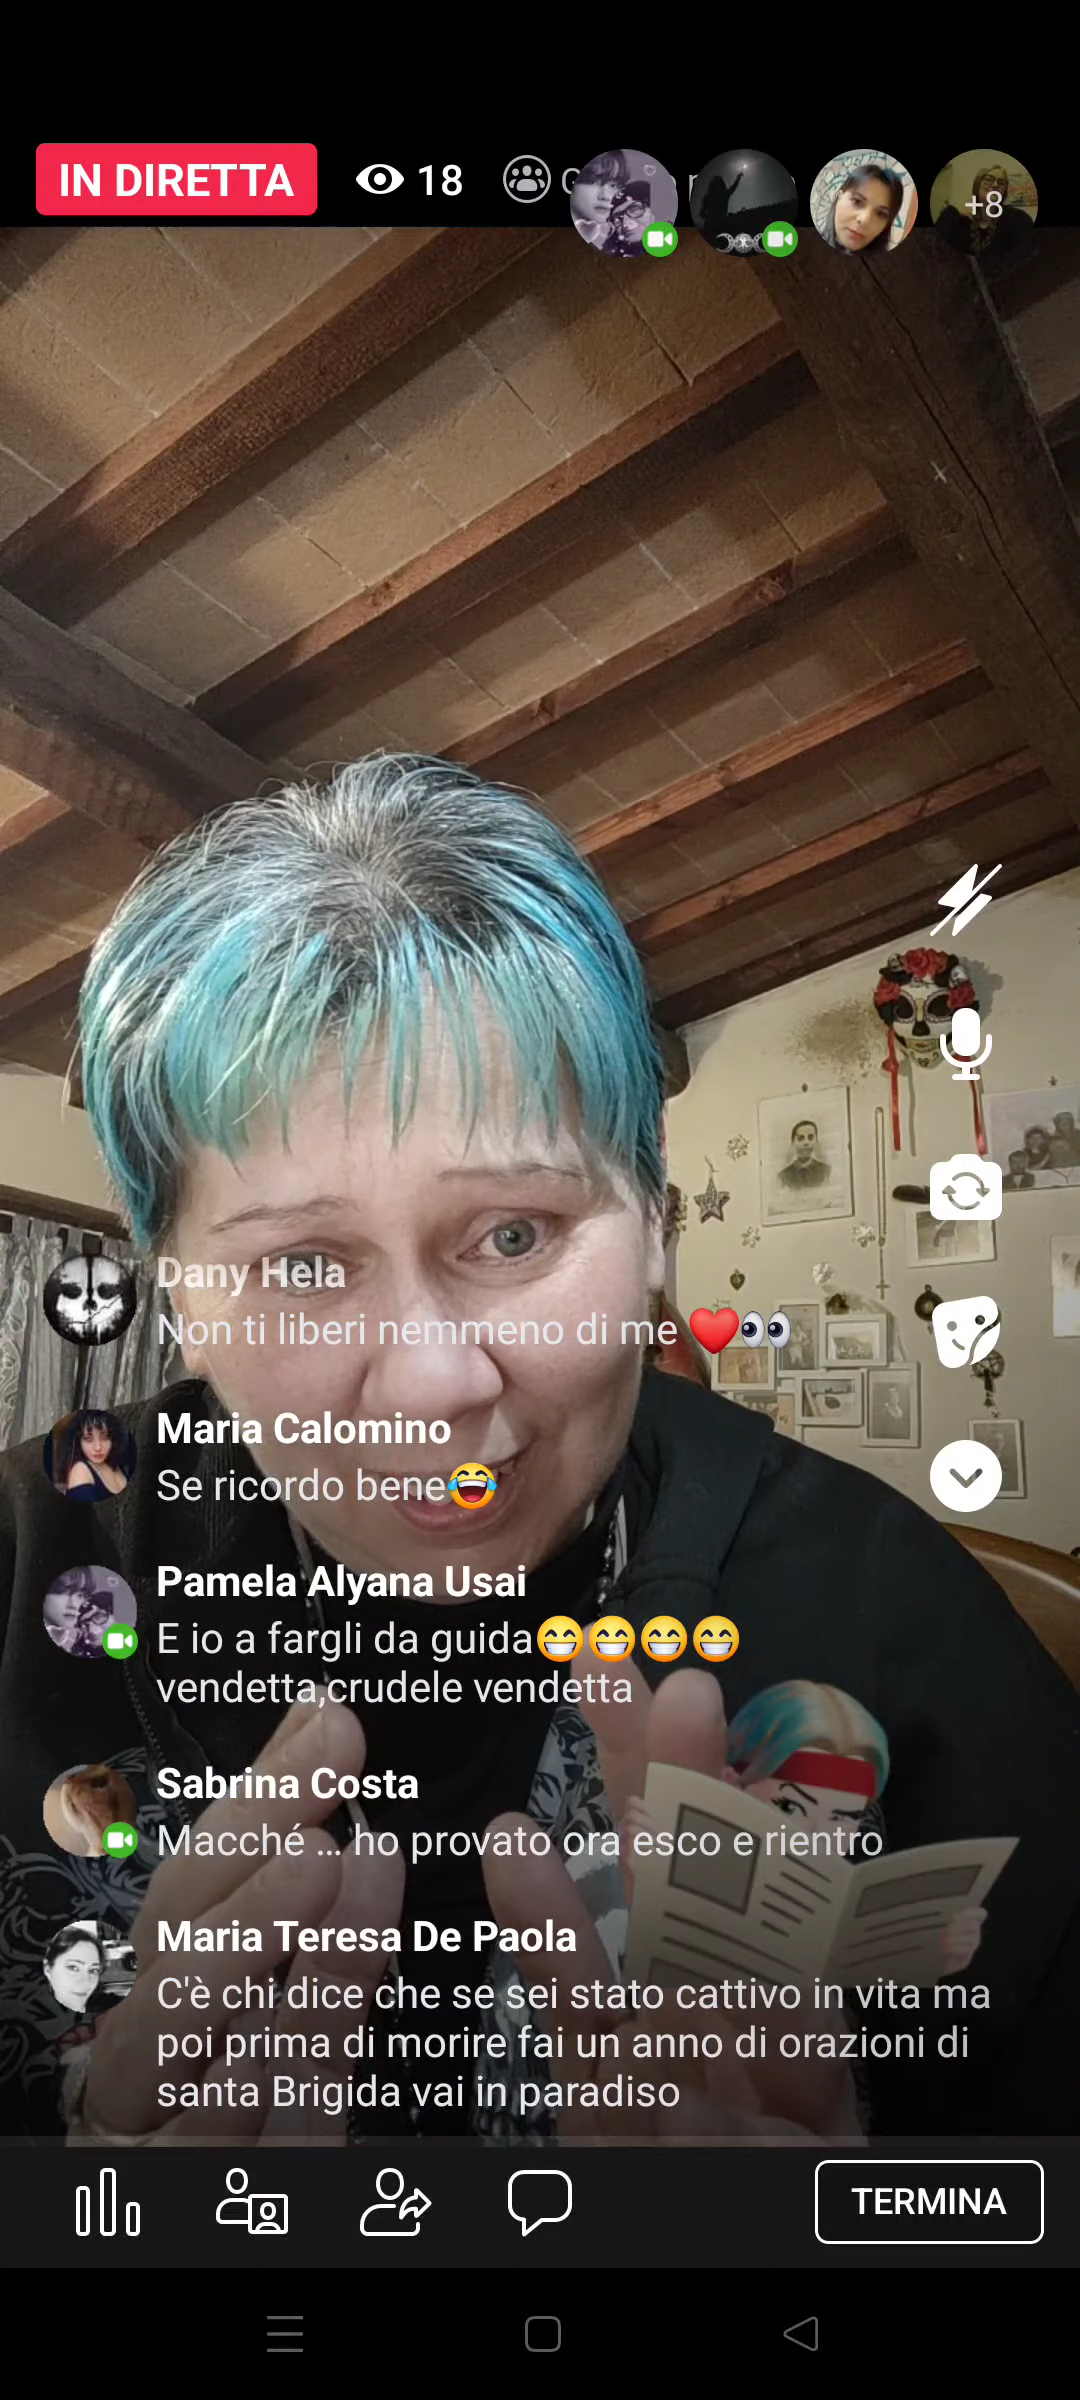 IN DIRETTA
18
+8
Dany Hela
Non ti liberi nemmeno di me ❤️👀
Maria Calomino
Se ricordo bene😂
Pamela Alyana Usai
E io a fargli da guida😁😁😁😁
vendetta,crudele vendetta
Sabrina Costa
Macché ... ho provato ora esco e rientro
Maria Teresa De Paola
C'è chi dice che se sei stato cattivo in vita ma
poi prima di morire fai un anno di orazioni di
santa Brigida vai in paradiso
TERMINA